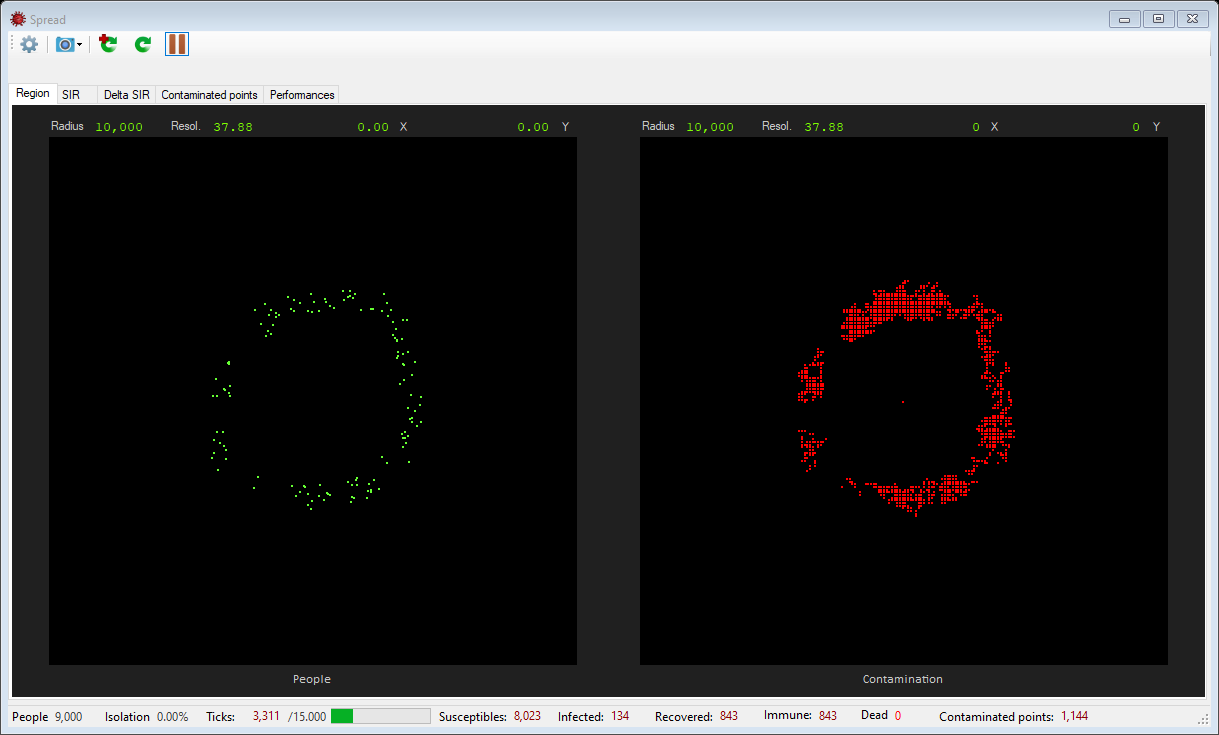 Spread
Region SIR Delta SIR Contaminated points Performances
Radius 10,000 Resol. 37.88 0.00 X 0.00 Y Radius 10,000 Resol. 37.88 0 X 0 Y
People Contamination
People 9,000 Isolation 0.00% Ticks: 3,311 /15.000 Susceptibles: 8,023 Infected: 134 Recovered: 843 Immune: 843 Dead 0 Contaminated points: 1,144